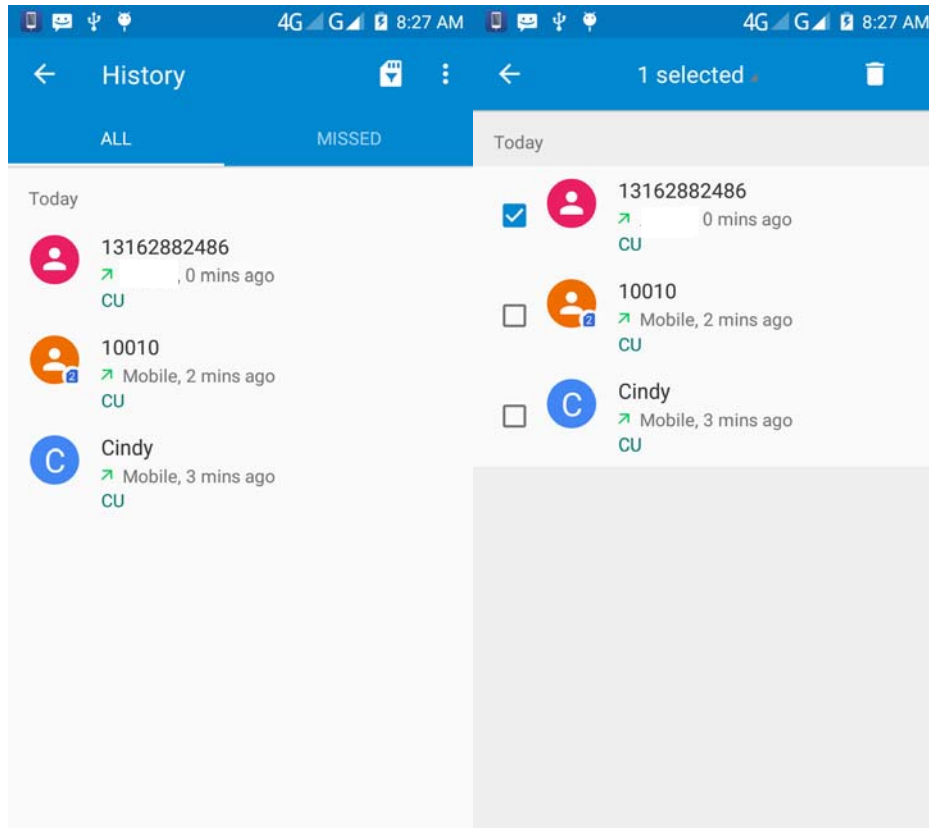 4G G 8:27 AM
History
ALL MISSED
Today
13162882486
, 0 mins ago
CU
10010
2
Mobile, 2 mins ago
CU
C
Cindy
Mobile, 3 mins ago
CU
4G G 8:27 AM
1 selected
Today
13162882486
0 mins ago
CU
10010
2
Mobile, 2 mins ago
CU
C
Cindy
Mobile, 3 mins ago
CU